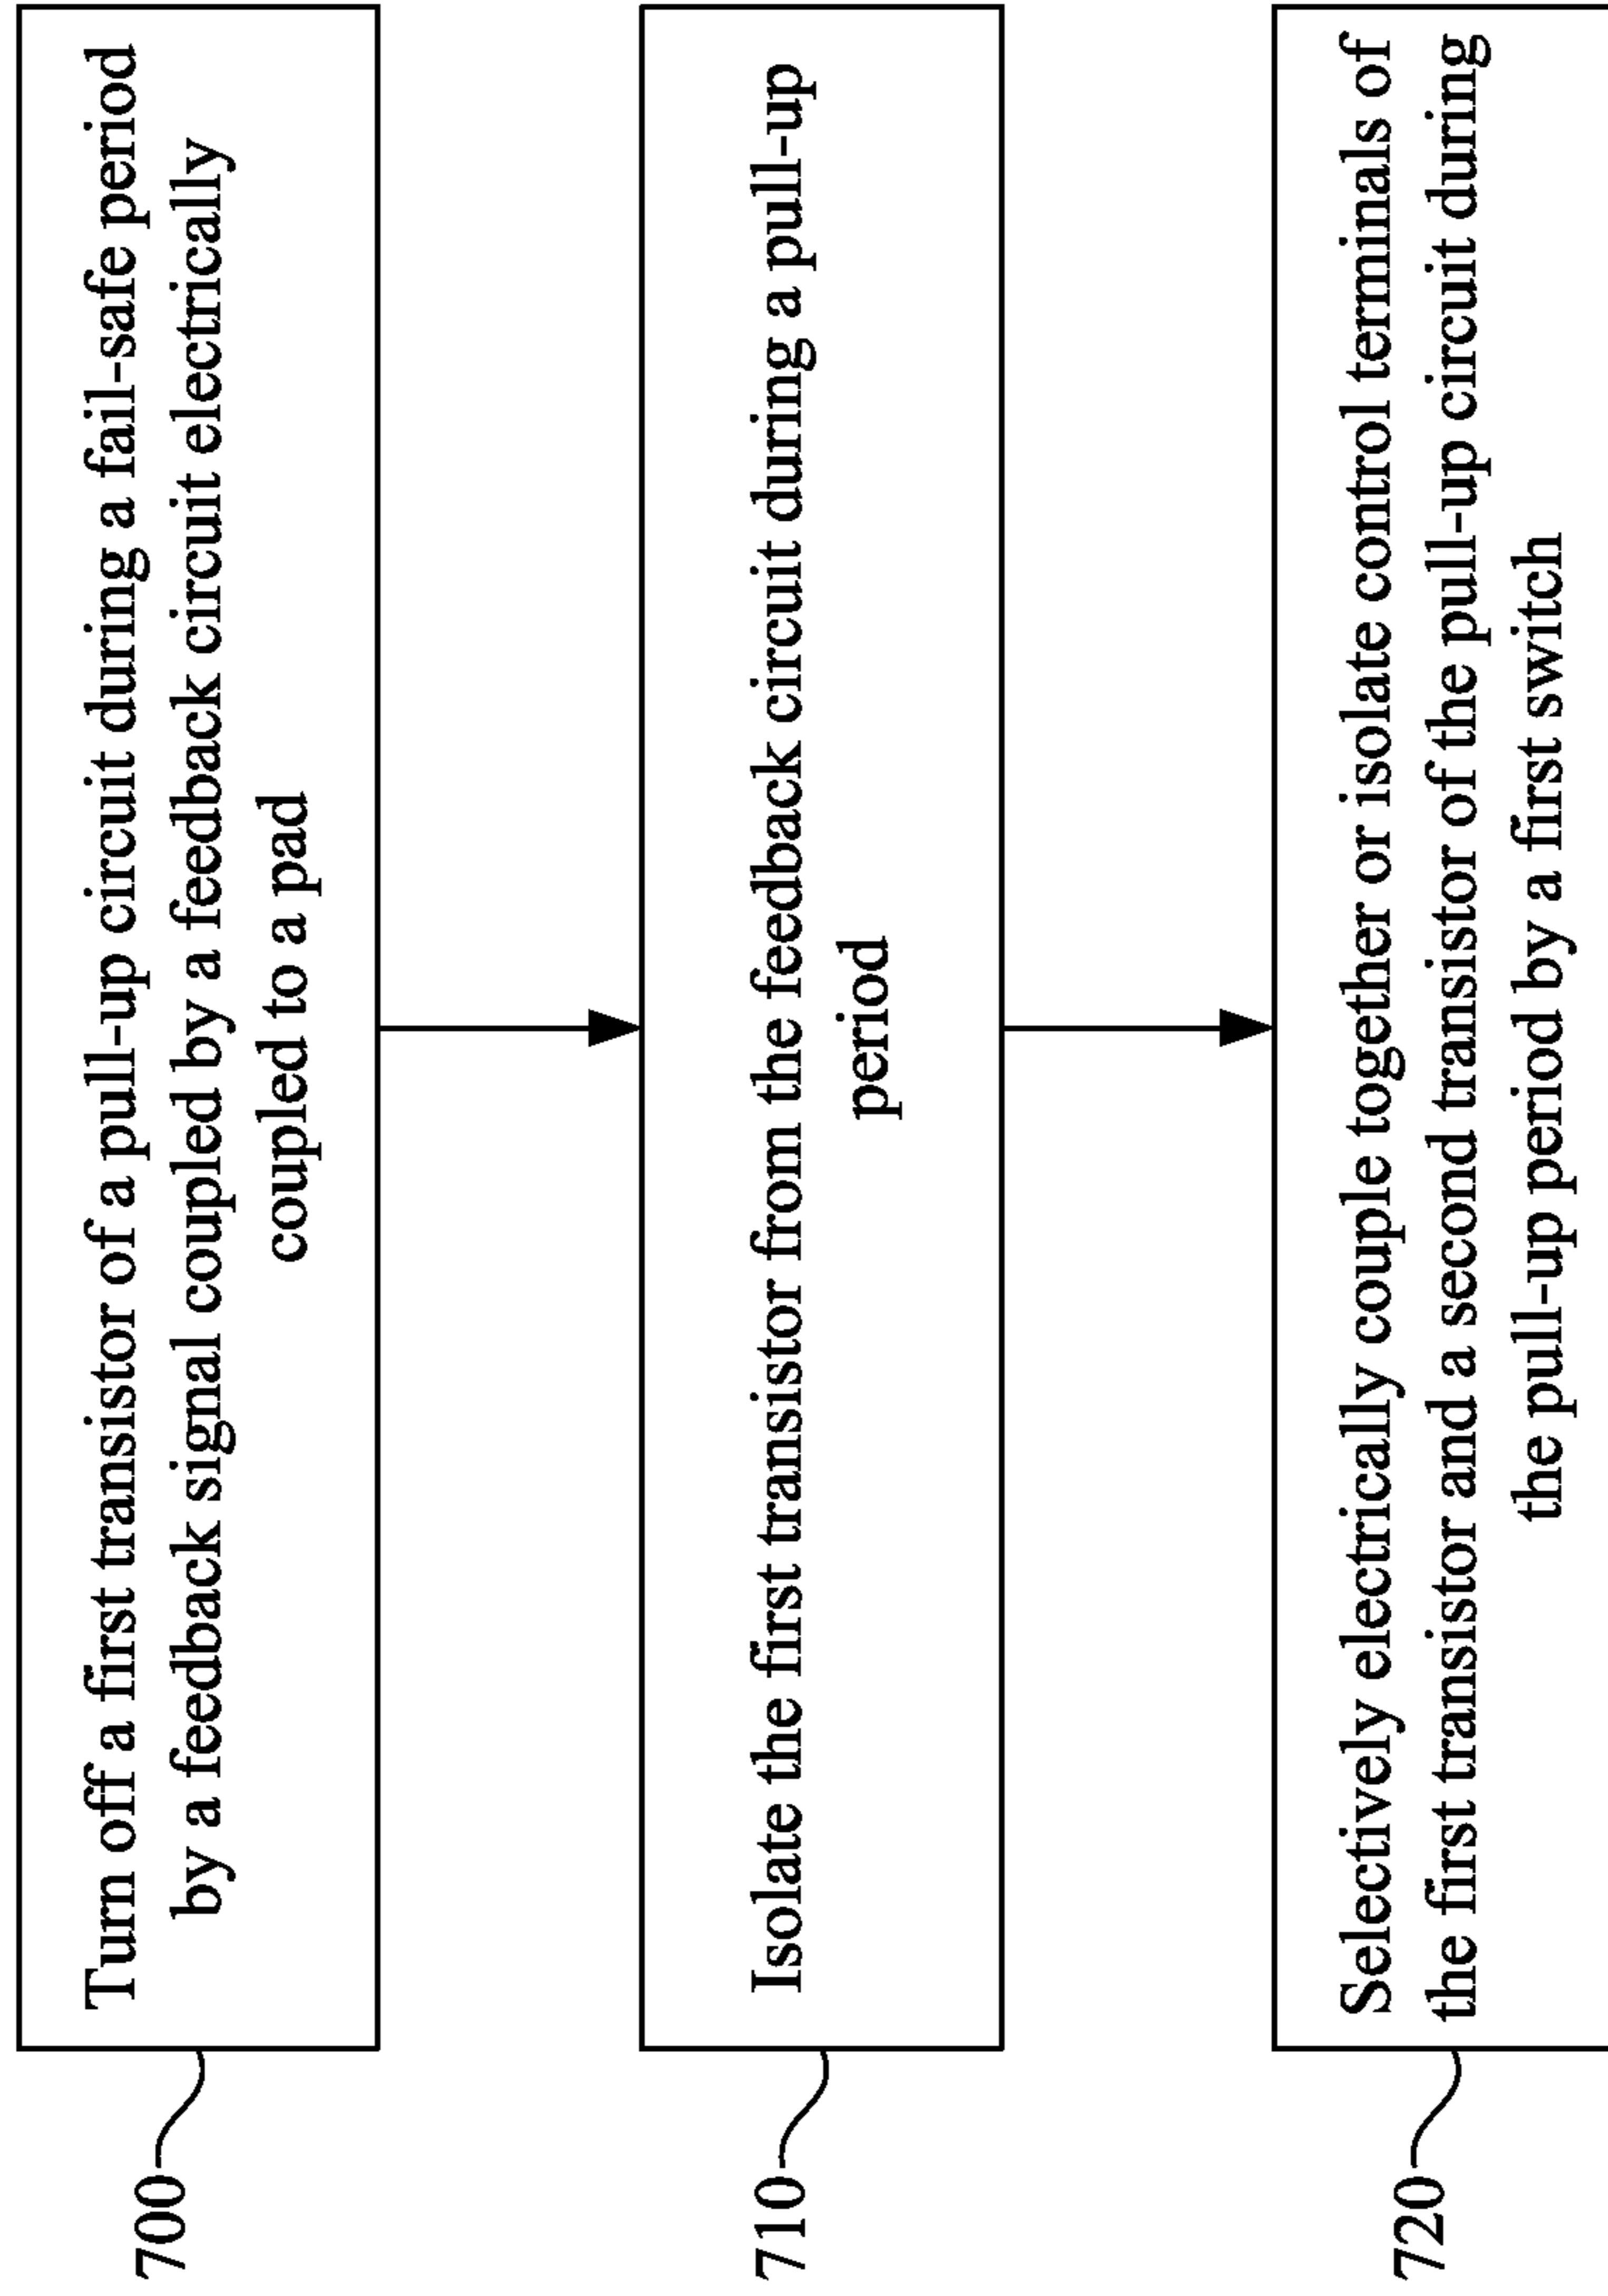 700
Turn off a first transistor of a pull-up circuit during a fail-safe period
by a feedback signal coupled by a feedback circuit electrically
coupled to a pad
710
Isolate the first transistor from the feedback circuit during a pull-up
period
720
Selectively electrically couple together or isolate control terminals of
the first transistor and a second transistor of the pull-up circuit during
the pull-up period by a first switch